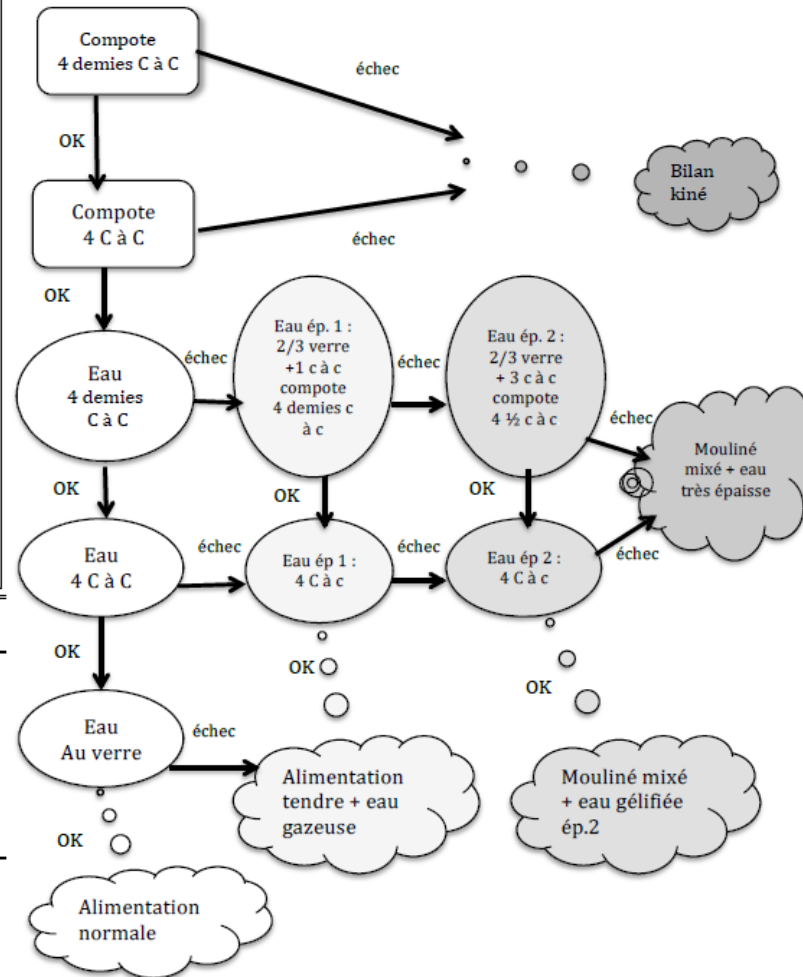 Compote
4 demies C à C
échec
OK
Bilan
kiné
Compote
4 C à C
échec
OK
Eau
4 demies
C à C
échec
Eau ép. 1 :
2/3 verre
+1 c à c
compote
4 demies c
à c
échec
Eau ép. 2 :
2/3 verre
+ 3 c à c
compote
4 ½ c à c
échec
Mouliné
mixé + eau
très épaisse
OK
OK
OK
Eau
4 C à C
échec
Eau ép 1 :
4 C à c
échec
Eau ép 2 :
4 C à c
échec
OK
OK
OK
Eau
Au verre
échec
Alimentation
tendre + eau
gazeuse
Mouliné mixé
+ eau gélifiée
ép.2
OK
Alimentation
normale